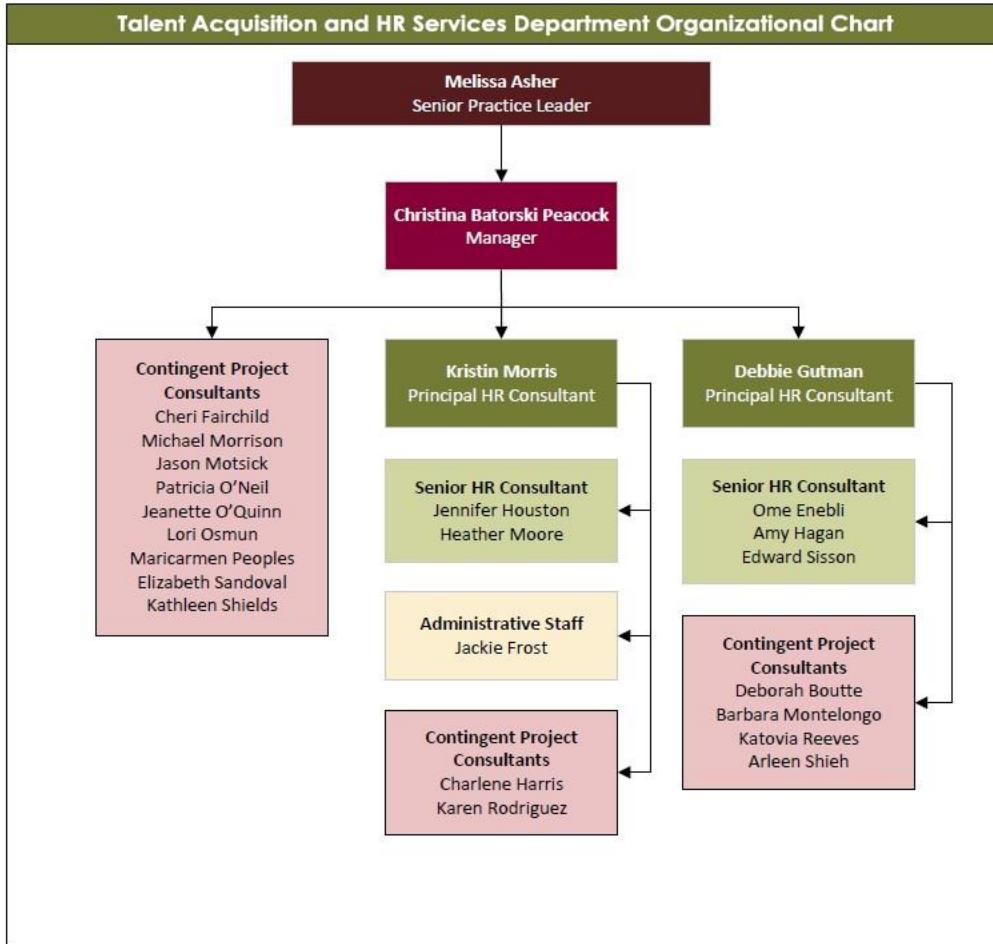 Talent Acquisition and HR Services Department Organizational Chart
Melissa Asher
Senior Practice Leader
Christina Batorski Peacock
Manager
Contingent Project
Consultants
Cheri Fairchild
Michael Morrison
Jason Motsick
Patricia O’Neil
Jeanette O’Quinn
Lori Osmun
Maricarmen Peoples
Elizabeth Sandoval
Kathleen Shields
Kristin Morris
Principal HR Consultant
Senior HR Consultant
Jennifer Houston
Heather Moore
Administrative Staff
Jackie Frost
Contingent Project
Consultants
Charlene Harris
Karen Rodriguez
Debbie Gutman
Principal HR Consultant
Senior HR Consultant
Ome Enebli
Amy Hagan
Edward Sisson
Contingent Project
Consultants
Deborah Boutte
Barbara Montelongo
Katovia Reeves
Arleen Shieh